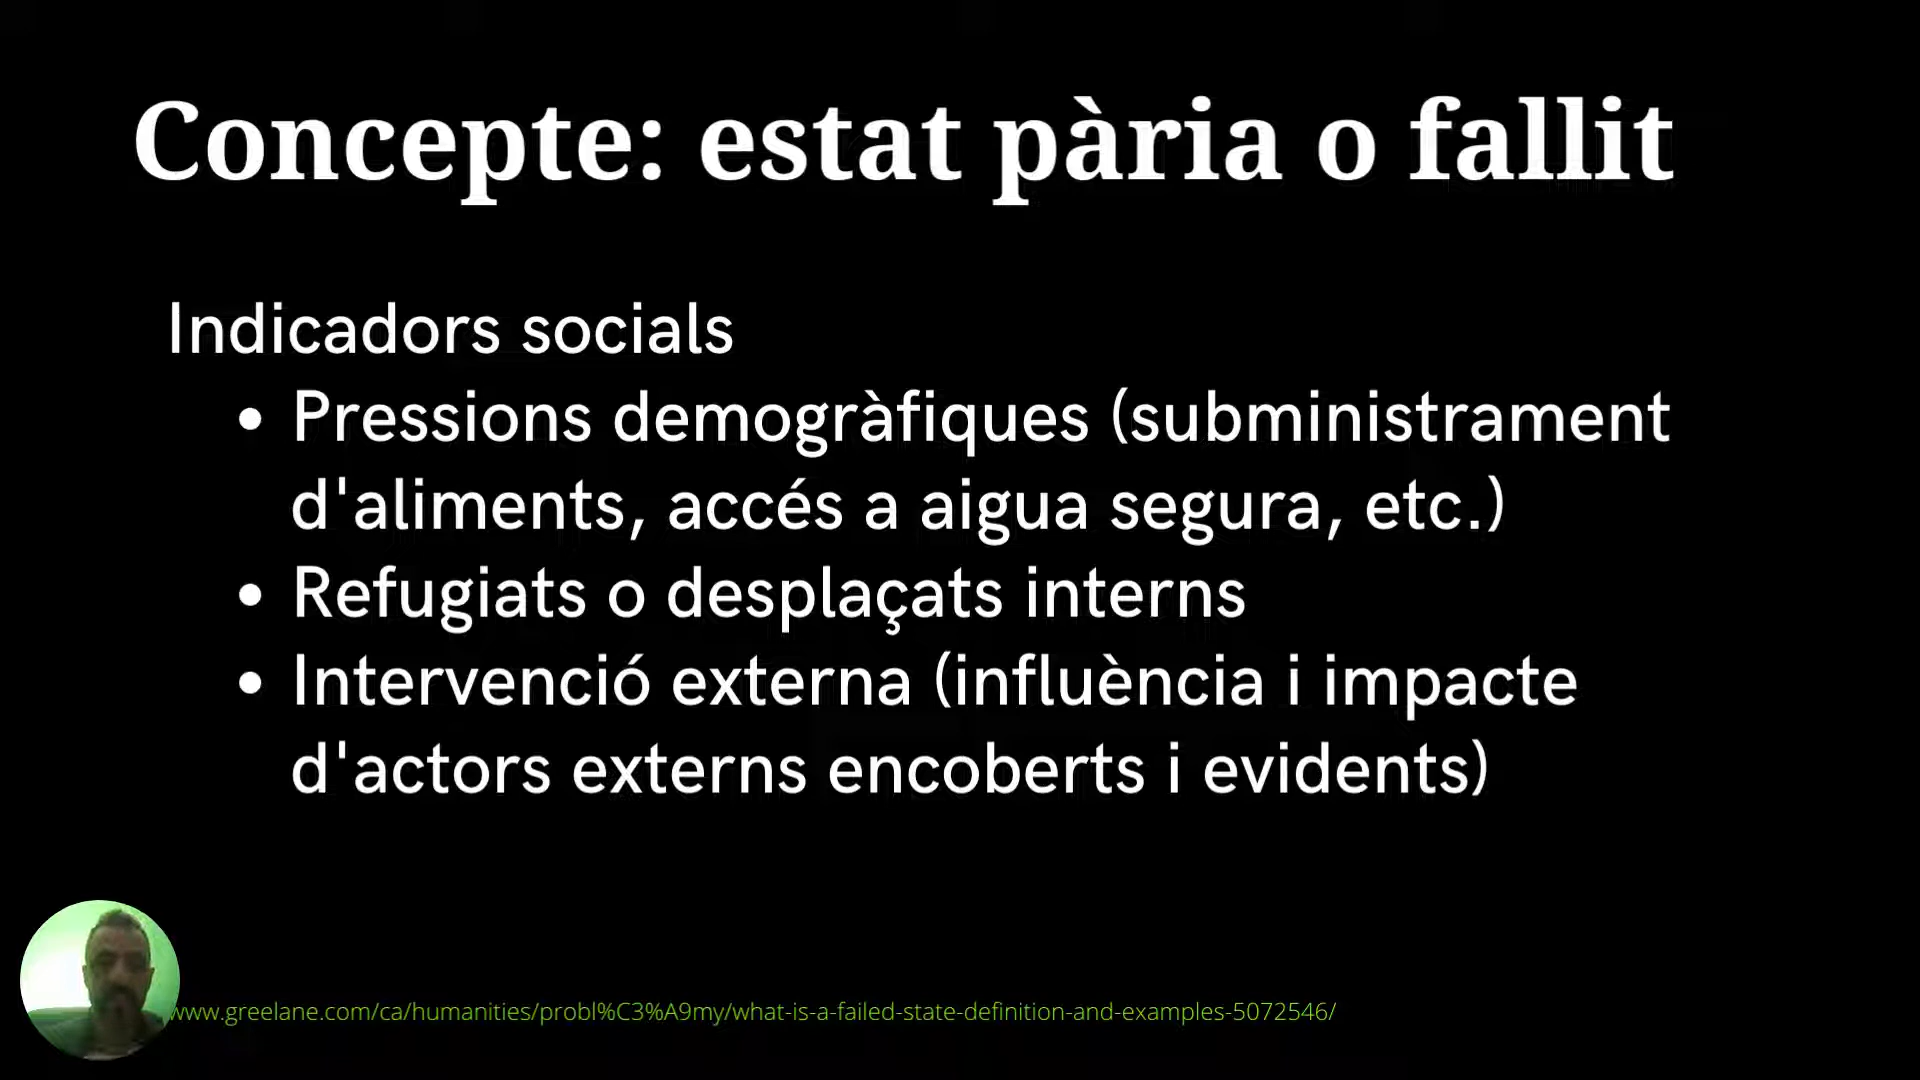 Concepte: estat pària o fallit
Indicadors socials
• Pressions demogràfiques (subministrament
d'aliments, accés a aigua segura, etc.)
• Refugiats o desplaçats interns
• Intervenció externa (influència i impacte
d'actors externs encoberts i evidents)
www.greelane.com/ca/humanities/probl%C3%A9my/what-is-a-failed-state-definition-and-examples-5072546/